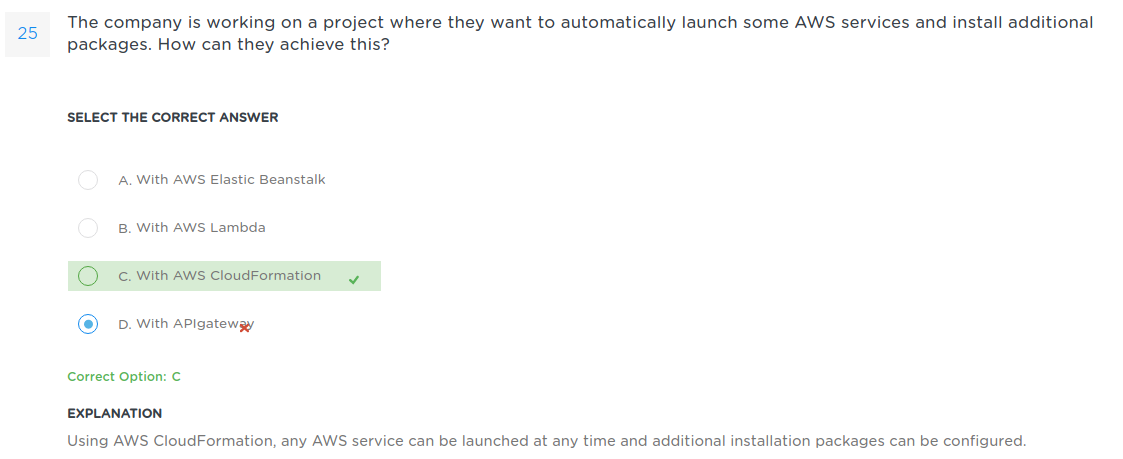 25
The company is working on a project where they want to automatically launch some AWS services and install additional
packages. How can they achieve this?
SELECT THE CORRECT ANSWER
A. With AWS Elastic Beanstalk
B. With AWS Lambda
C. With AWS CloudFormation
D. With APIgateway
Correct Option: C
EXPLANATION
Using AWS CloudFormation, any AWS service can be launched at any time and additional installation packages can be configured.